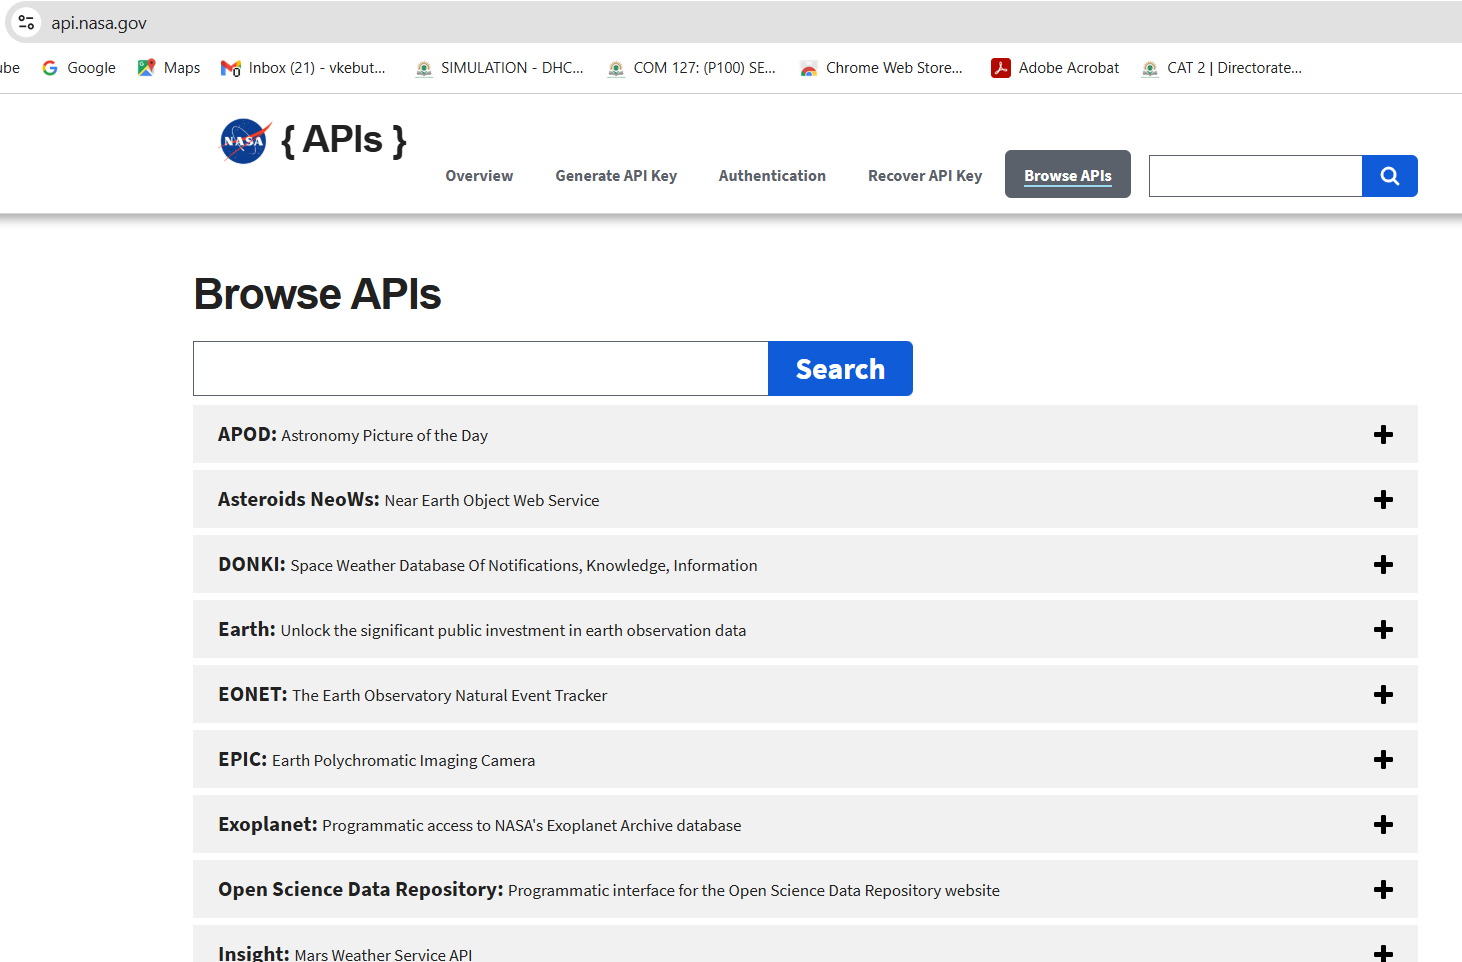 api.nasa.gov
ube Google Maps Inbox (21) - vkebut... SIMULATION - DHC... COM 127: (P100) SE... Chrome Web Store... Adobe Acrobat CAT 2 | Directorate...
NASA { APIs }
Overview Generate API Key Authentication Recover API Key Browse APIs
Browse APIs
Search
APOD: Astronomy Picture of the Day
Asteroids NeoWs: Near Earth Object Web Service
DONKI: Space Weather Database Of Notifications, Knowledge, Information
Earth: Unlock the significant public investment in earth observation data
EONET: The Earth Observatory Natural Event Tracker
EPIC: Earth Polychromatic Imaging Camera
Exoplanet: Programmatic access to NASA's Exoplanet Archive database
Open Science Data Repository: Programmatic interface for the Open Science Data Repository website
Insight: Mars Weather Service API